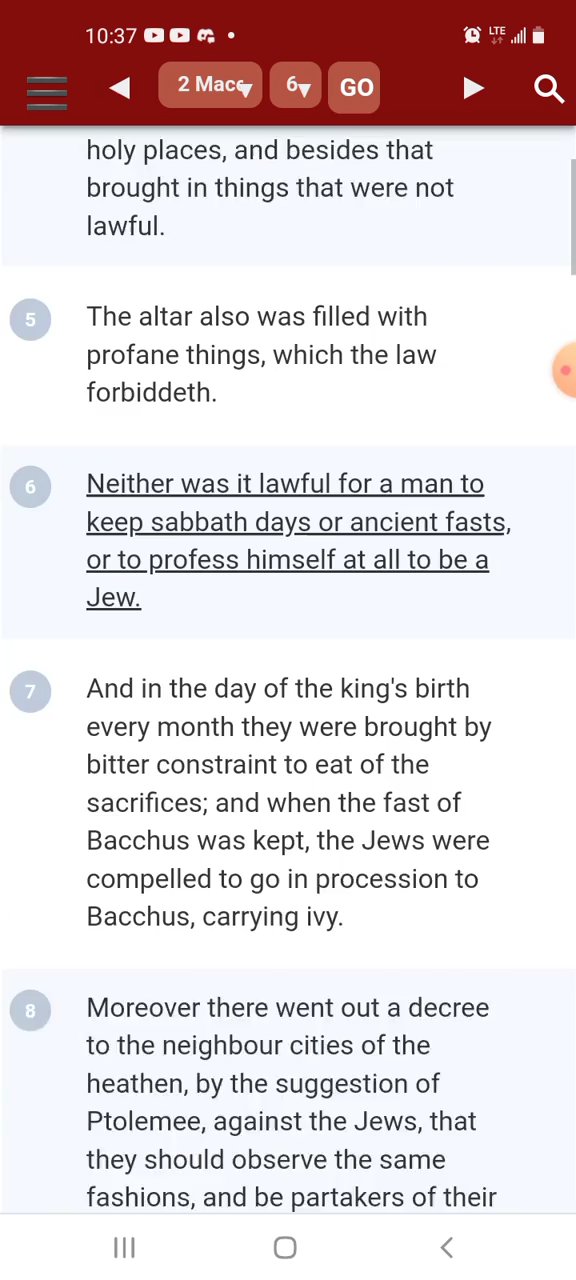 10:37
LTE
2 Macc
6
GO
holy places, and besides that
brought in things that were not
lawful.
5
The altar also was filled with
profane things, which the law
forbiddeth.
6
Neither was it lawful for a man to
keep sabbath days or ancient fasts,
or to profess himself at all to be a
Jew.
7
And in the day of the king's birth
every month they were brought by
bitter constraint to eat of the
sacrifices; and when the fast of
Bacchus was kept, the Jews were
compelled to go in procession to
Bacchus, carrying ivy.
8
Moreover there went out a decree
to the neighbour cities of the
heathen, by the suggestion of
Ptolemee, against the Jews, that
they should observe the same
fashions, and be partakers of their